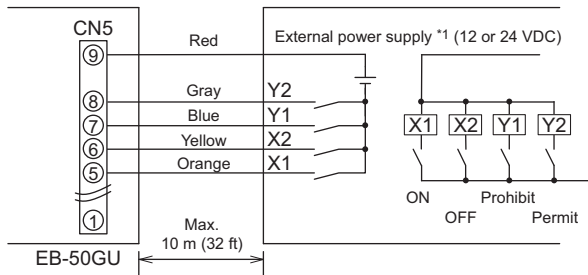 CN5
⑨ Red External power supply *1 (12 or 24 VDC)
⑧ Gray Y2
⑦ Blue Y1
⑥ Yellow X2
⑤ Orange X1
①
X1 X2 Y1 Y2
ON Prohibit
OFF Permit
Max.
10 m (32 ft)
EB-50GU